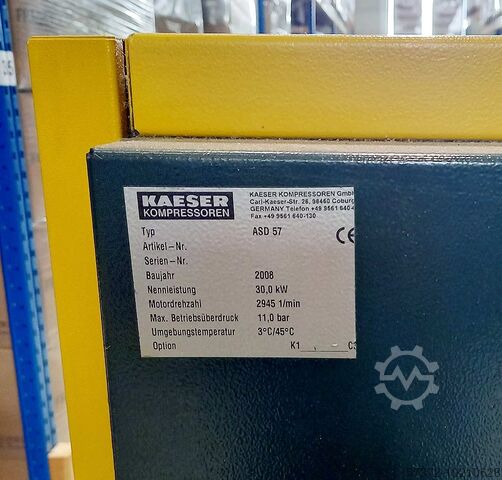 KAESER
KOMPRESSOREN
KAESER KOMPRESSOREN GmbH
Carl-Kaeser-Str. 26, 96450 Coburg
GERMANY Telefon +49 9561 640-
Fax +49 9561 640-130
Typ ASD 57
CE
Artikel-Nr.
Serien-Nr.
Baujahr 2008
Nennleistung 30,0 kW
Motordrehzahl 2945 1/min
Max. Betriebsüberdruck 11,0 bar
Umgebungstemperatur 3°C/45°C
Option K1 C3